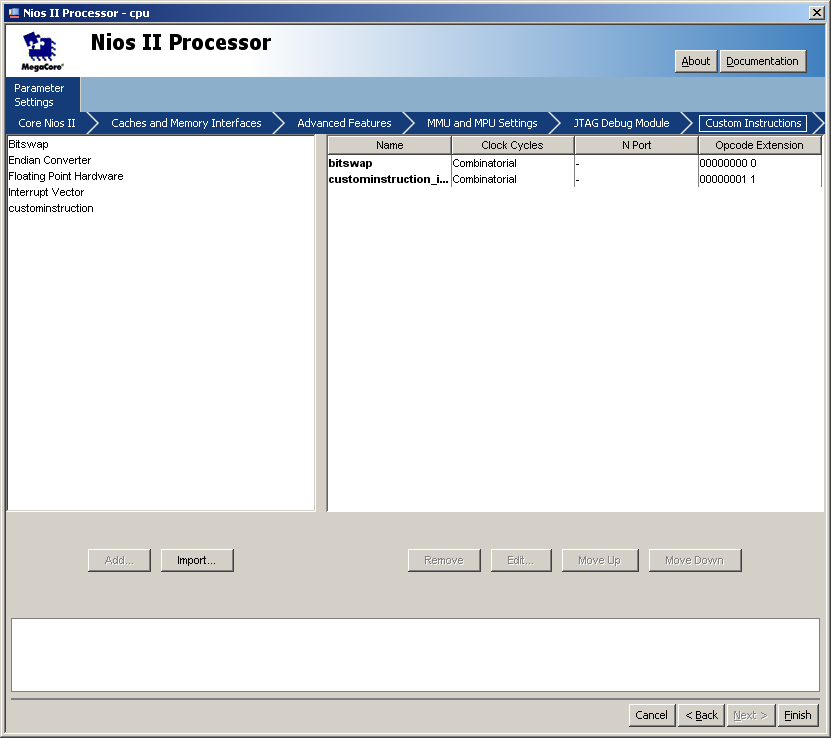 Nios II Processor - cpu
MegaCore®
Nios II Processor
About
Documentation
Parameter
Settings
Core Nios II
Caches and Memory Interfaces
Advanced Features
MMU and MPU Settings
JTAG Debug Module
Custom Instructions
Bitswap
Endian Converter
Floating Point Hardware
Interrupt Vector
custominstruction
Name Clock Cycles N Port Opcode Extension
bitswap Combinatorial - 00000000 0
custominstruction_i... Combinatorial - 00000001 1
Add...
Import...
Remove
Edit...
Move Up
Move Down
Cancel
< Back
Next >
Finish